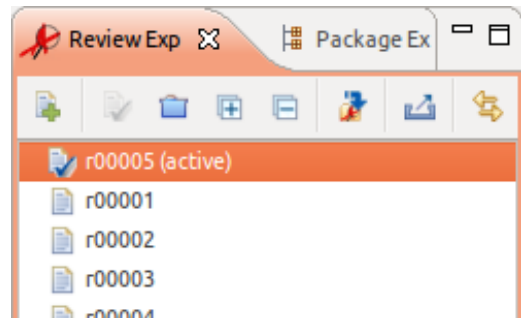 Review Exp Package Ex
r00005 (active)
r00001
r00002
r00003
r00004